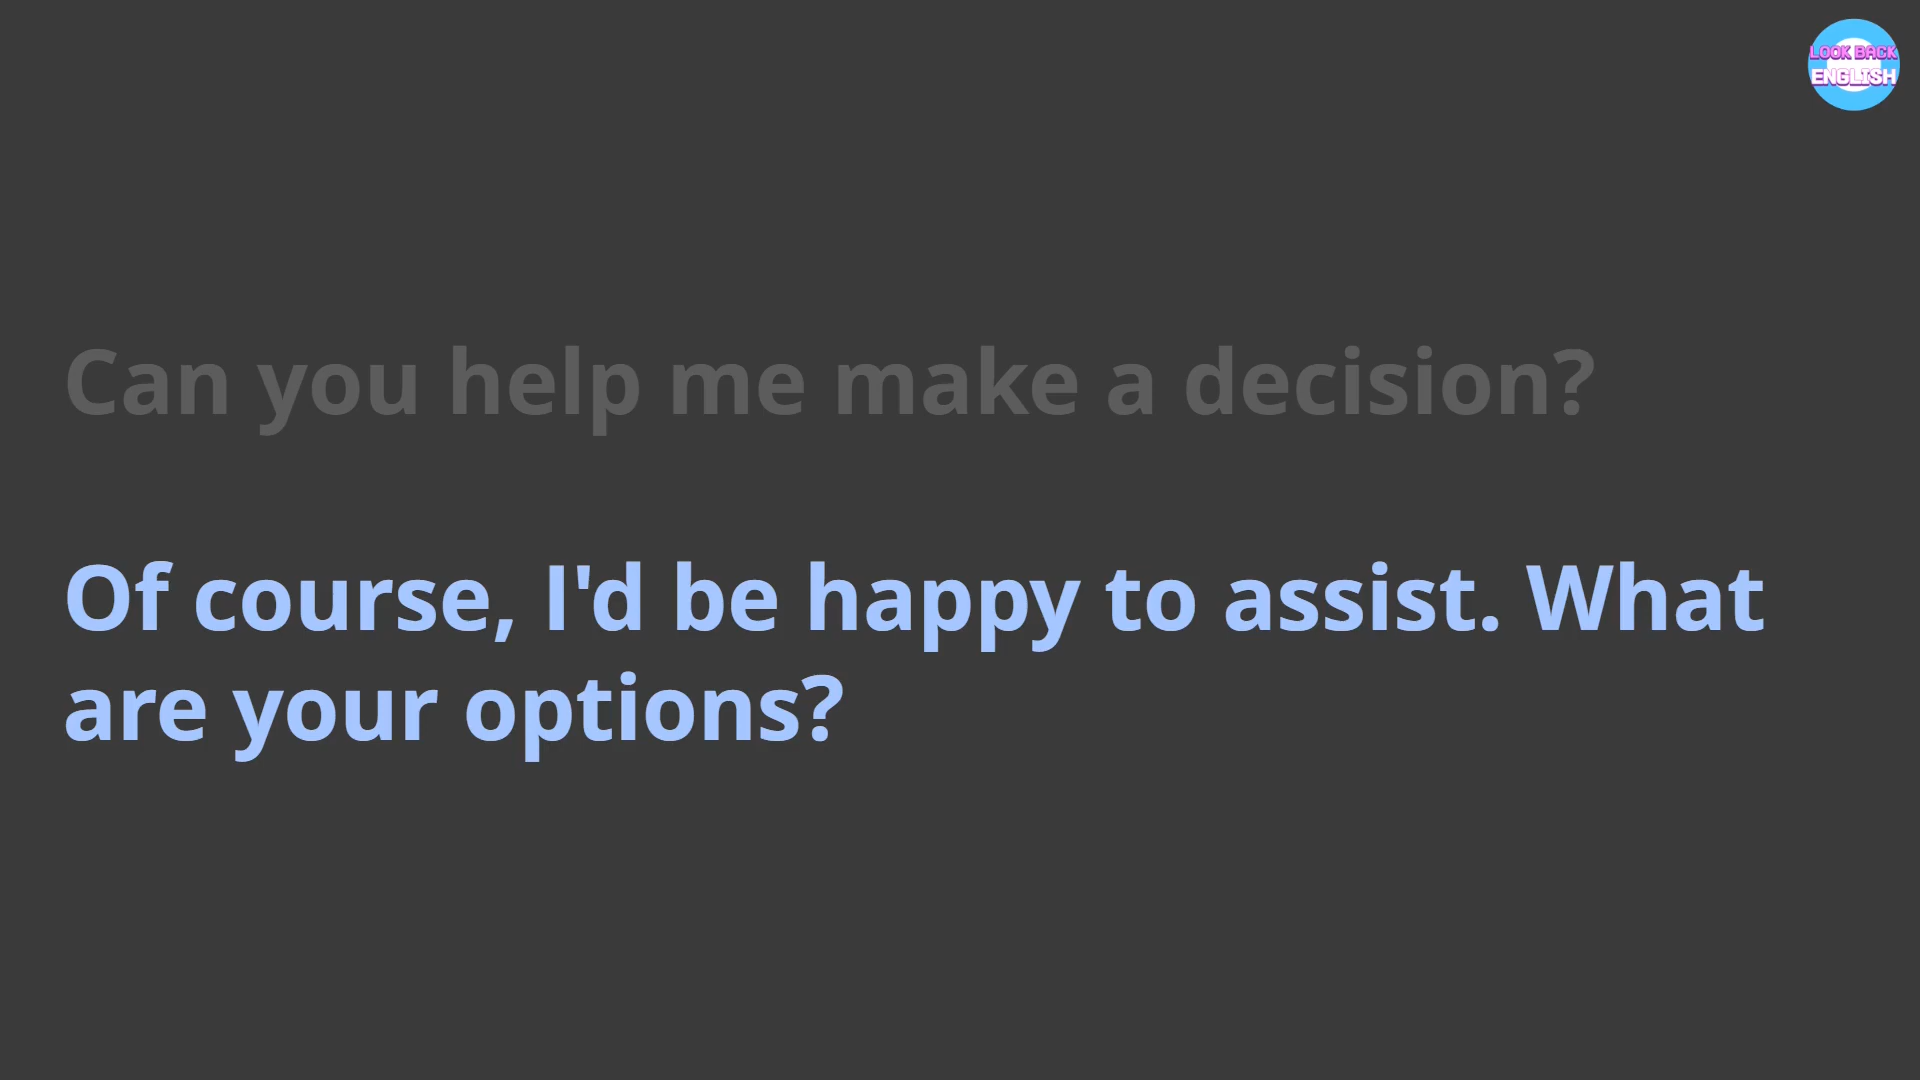 LOOK BACK
ENGLISH
Can you help me make a decision?
Of course, I'd be happy to assist. What
are your options?